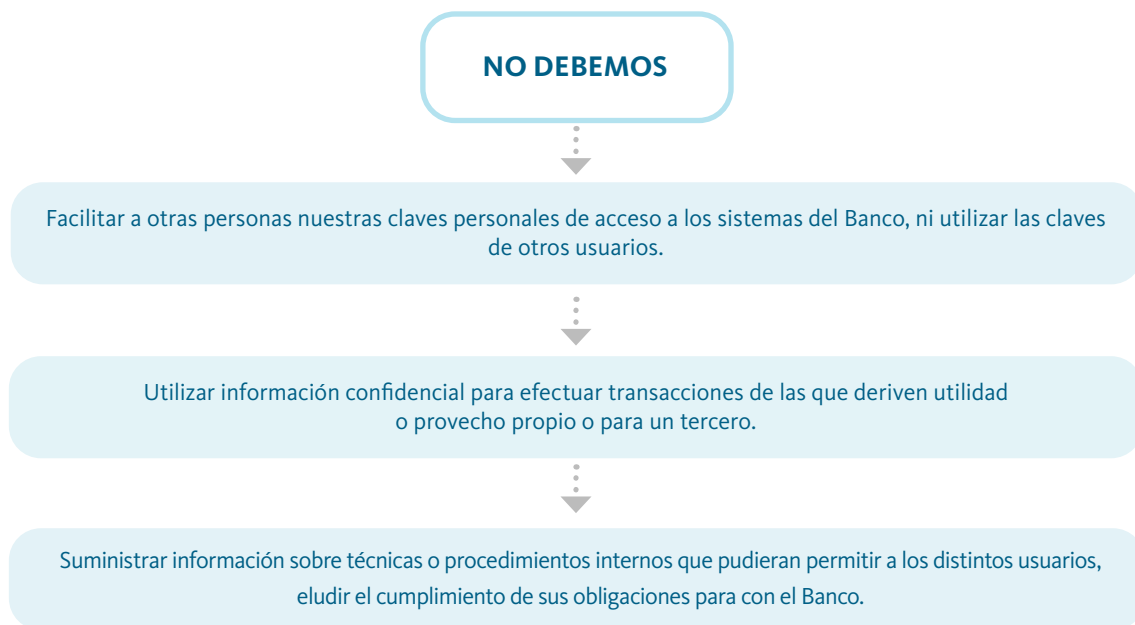 NO DEBEMOS
Facilitar a otras personas nuestras claves personales de acceso a los sistemas del Banco, ni utilizar las claves
de otros usuarios.
Utilizar información confidencial para efectuar transacciones de las que deriven utilidad
o provecho propio o para un tercero.
Suministrar información sobre técnicas o procedimientos internos que pudieran permitir a los distintos usuarios,
eludir el cumplimiento de sus obligaciones para con el Banco.